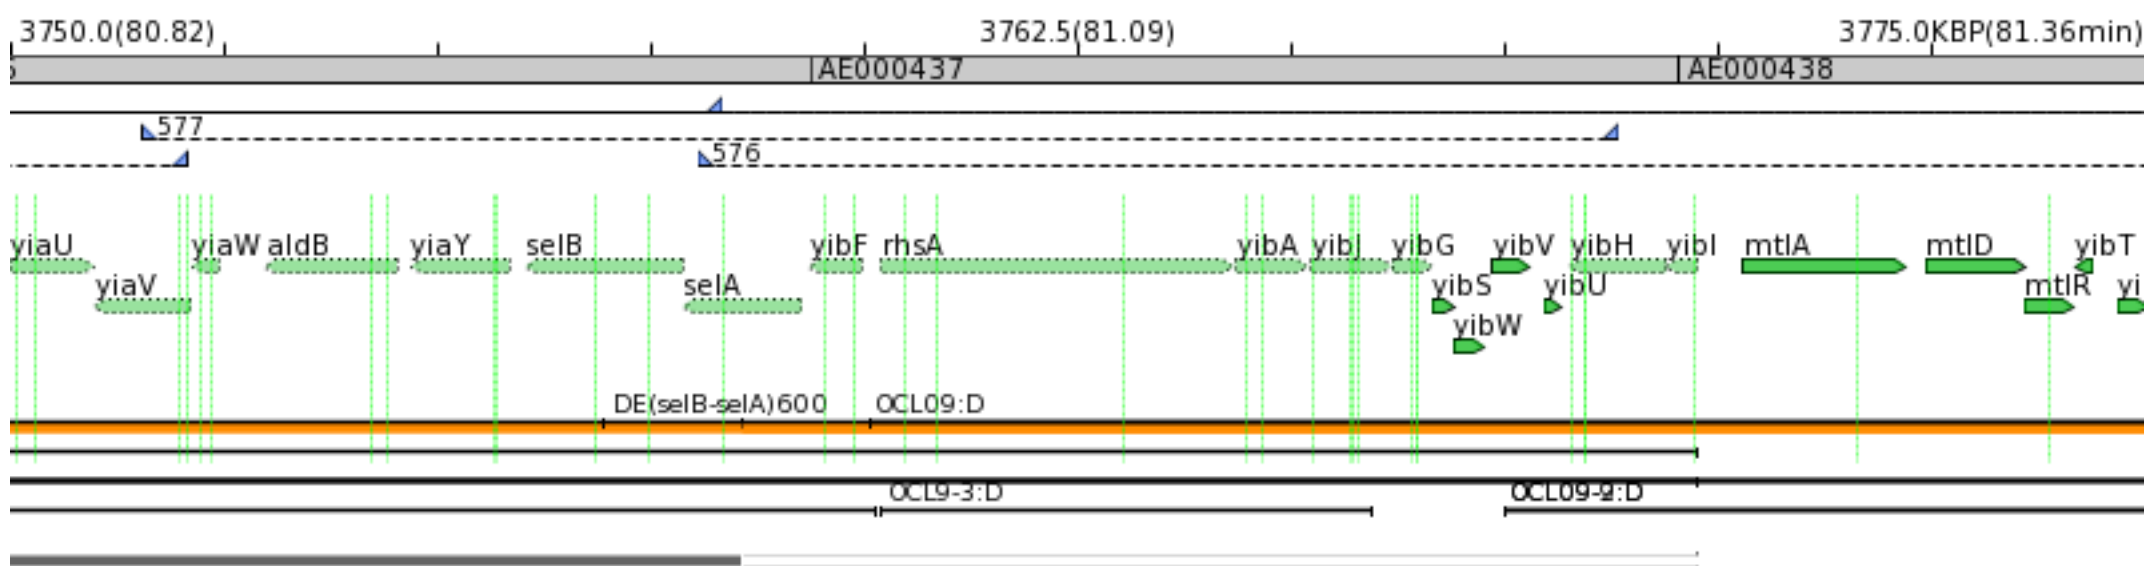 3750.0(80.82) 3762.5(81.09) 3775.0KBP(81.36min)
AE000437 AE000438
577
576
yiaU yiaW aldB yiaY selB yibF rhsA yibA yibJ yibG yibV yibH yibI mtlA mtlD yibT
yiaV selA yibS yibU mtlR yi
yibW
DE(selB-selA)600 OCL09:D
OCL9-3:D